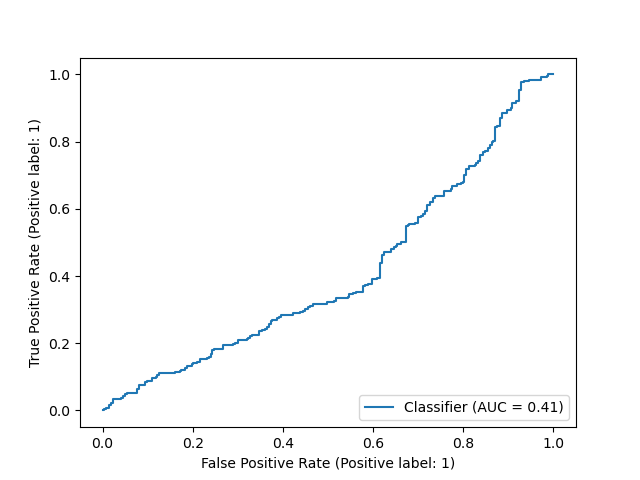 1.0
0.8
0.6
0.4
0.2
0.0
True Positive Rate (Positive label: 1)
Classifier (AUC = 0.41)
0.0 0.2 0.4 0.6 0.8 1.0
False Positive Rate (Positive label: 1)